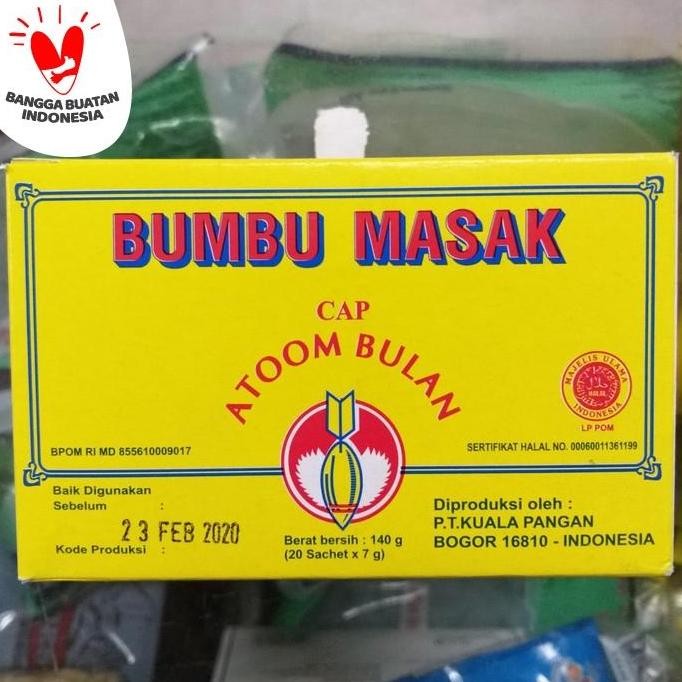 BANGGA BUATAN
INDONESIA
BUMBU MASAK
CAP
ATOOM BULAN
MAJELIS ULAMA
حلال
HALAL
INDONESIA
LP POM
BPOM RI MD 855610009017
SERTIFIKAT HALAL NO. 00060011361199
Baik Digunakan
Sebelum :
23 FEB 2020
Kode Produksi :
Berat bersih : 140 g
(20 Sachet x 7 g)
Diproduksi oleh :
P.T.KUALA PANGAN
BOGOR 16810 - INDONESIA